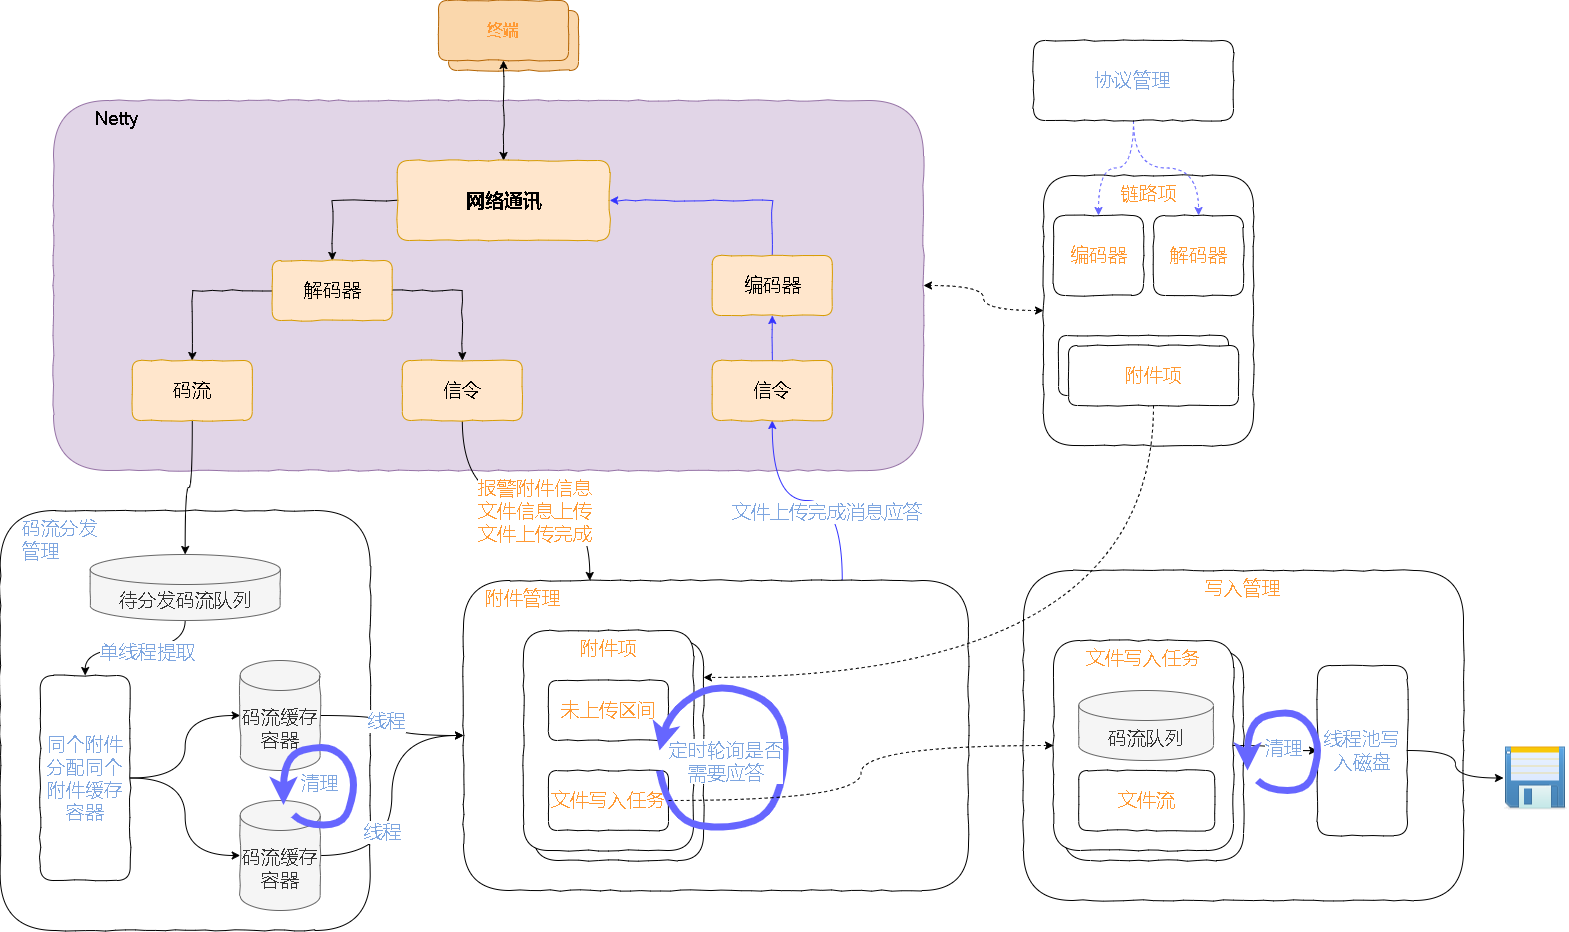 终端
Netty
网络通讯
解码器
编码器
码流
信令
信令
协议管理
链路项
编码器
解码器
附件项
报警附件信息
文件信息上传
文件上传完成
文件上传完成消息应答
码流分发
管理
待分发码流队列
单线程提取
同个附件
分配同个
附件缓存
容器
码流缓存
容器
清理
码流缓存
容器
线程
线程
附件管理
附件项
未上传区间
定时轮询是否
需要应答
文件写入任务
写入管理
文件写入任务
码流队列
文件流
清理
线程池写
入磁盘